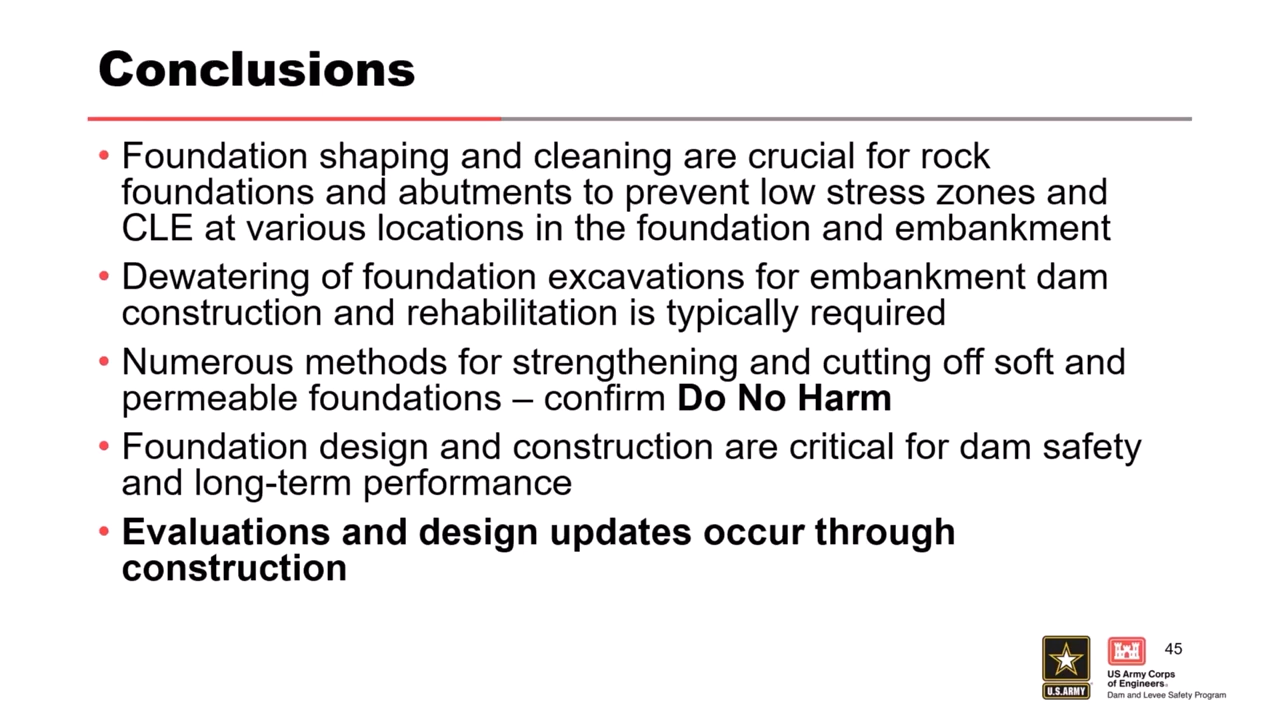 Conclusions
• Foundation shaping and cleaning are crucial for rock
foundations and abutments to prevent low stress zones and
CLE at various locations in the foundation and embankment
• Dewatering of foundation excavations for embankment dam
construction and rehabilitation is typically required
• Numerous methods for strengthening and cutting off soft and
permeable foundations – confirm Do No Harm
• Foundation design and construction are critical for dam safety
and long-term performance
• Evaluations and design updates occur through
construction
45
U.S.ARMY
US Army Corps
of Engineers®
Dam and Levee Safety Program